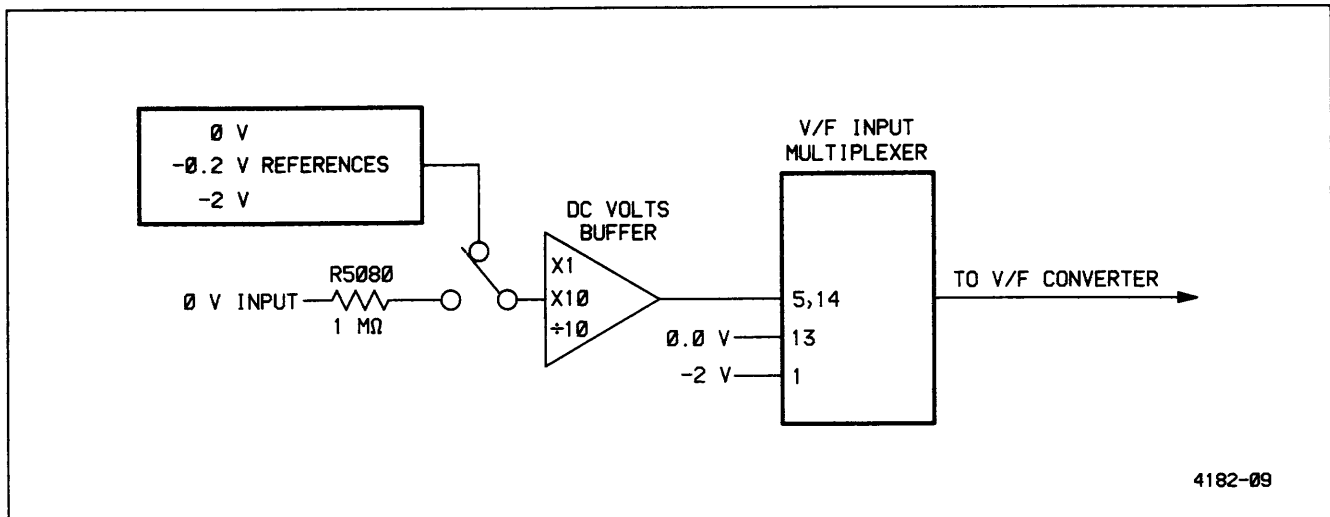 0 V
-0.2 V REFERENCES
-2 V
R5080
0 V INPUT
1 MΩ
DC VOLTS
BUFFER
X1
X10
÷10
V/F INPUT
MULTIPLEXER
5,14
0.0 V
13
-2 V
1
TO V/F CONVERTER
4182-09